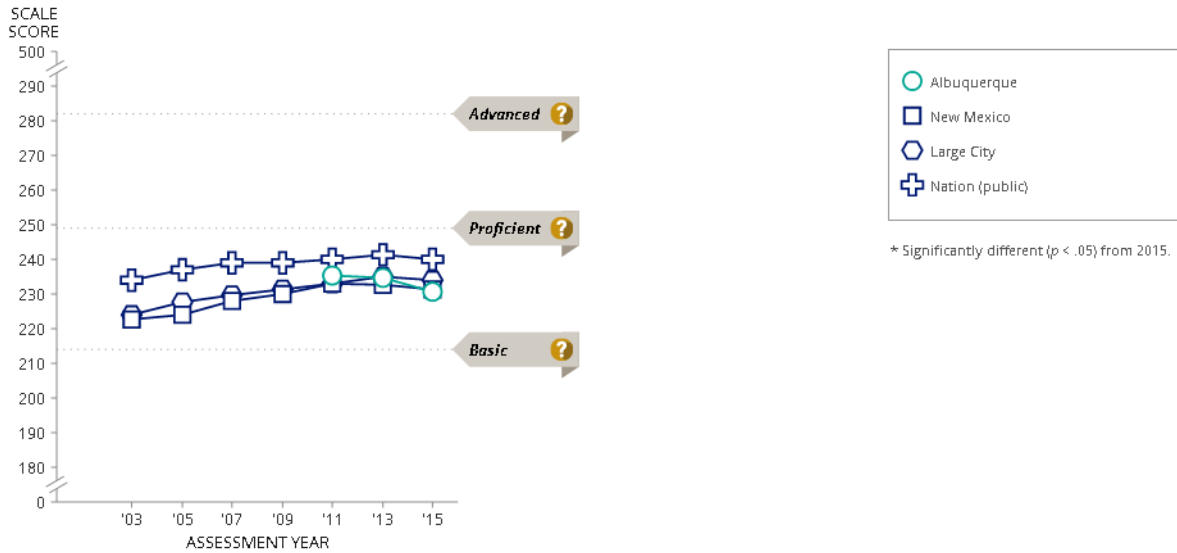 SCALE
SCORE
500
290
280
270
260
250
240
230
220
210
200
190
180
0
Advanced ?
Proficient ?
Basic ?
'03 '05 '07 '09 '11 '13 '15
ASSESSMENT YEAR
Albuquerque
New Mexico
Large City
Nation (public)
* Significantly different (p < .05) from 2015.